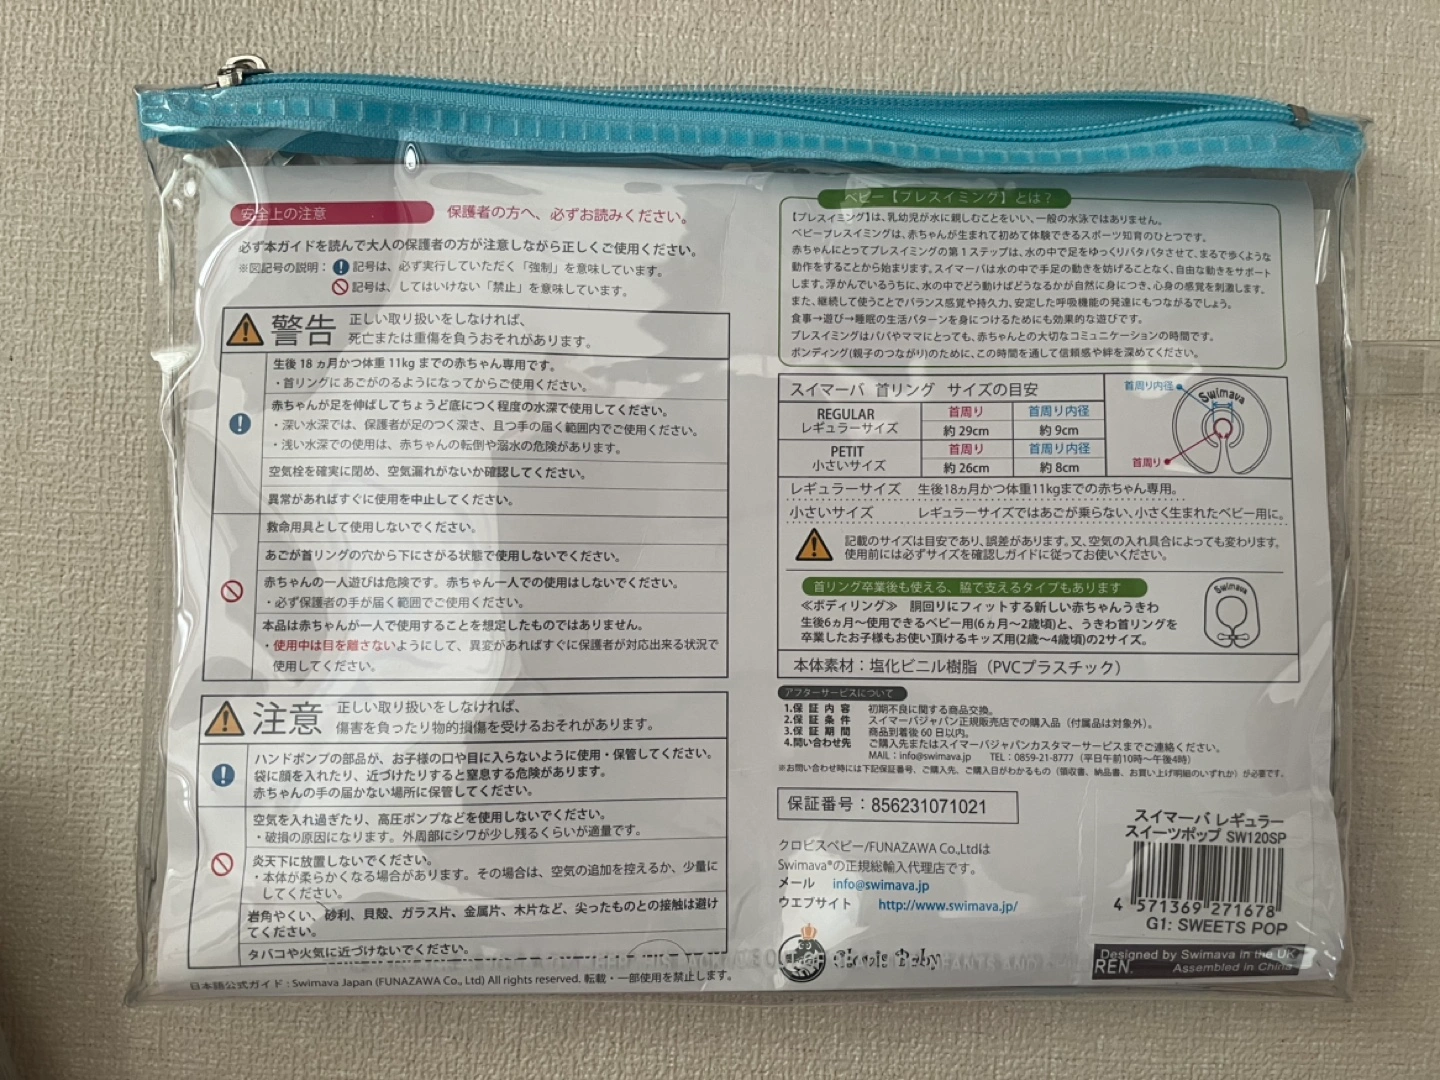 安全上の注意 保護者の方へ、必ずお読みください。
必ず本ガイドを読んで大人の保護者の方が注意しながら正しくご使用ください。
※図記号の説明： 記号は、必ず実行していただく「強制」を意味しています。
記号は、してはいけない「禁止」を意味しています。
警告 正しい取り扱いをしなければ、
死亡または重傷を負うおそれがあります。
生後 18 ヵ月かつ体重 11kg までの赤ちゃん専用です。
・首リングにあごがのるようになってからご使用ください。
赤ちゃんが足を伸ばしてちょうど底につく程度の水深で使用してください。
・深い水深では、保護者が足のつく深さ、且つ手の届く範囲内でご使用ください。
・浅い水深での使用は、赤ちゃんの転倒や溺水の危険があります。
空気栓を確実に閉め、空気漏れがないか確認してください。
異常があればすぐに使用を中止してください。
救命用具として使用しないでください。
あごが首リングの穴から下にさがる状態で使用しないでください。
赤ちゃんの一人遊びは危険です。赤ちゃん一人での使用はしないでください。
・必ず保護者の手が届く範囲でご使用ください。
本品は赤ちゃんが一人で使用することを想定したものではありません。
・使用中は目を離さないようにして、異変があればすぐに保護者が対応出来る状況で
使用してください。
注意 正しい取り扱いをしなければ、
傷害を負ったり物的損傷を受けるおそれがあります。
ハンドポンプの部品が、お子様の口や目に入らないように使用・保管してください。
袋に顔を入れたり、近づけたりすると窒息する危険があります。
赤ちゃんの手の届かない場所に保管してください。
空気を入れ過ぎたり、高圧ポンプなどを使用しないでください。
・破損の原因になります。外周部にシワが少し残るくらいが適量です。
炎天下に放置しないでください。
・本体が柔らかくなる場合があります。その場合は、空気の追加を控えるか、少量に
してください。
岩角やくい、砂利、貝殻、ガラス片、金属片、木片など、尖ったものとの接触は避け
てください。
タバコや火気に近づけないでください。
日本語公式ガイド：Swimava Japan (FUNAZAWA Co., Ltd) All rights reserved. 転載・一部使用を禁止します。
ベビー【プレスイミング】とは？
【プレスイミング】は、乳幼児が水に親しむことをいい、一般の水泳ではありません。
ベビープレスイミングは、赤ちゃんが生まれて初めて体験できるスポーツ知育のひとつです。
赤ちゃんにとってプレスイミングの第１ステップは、水の中で足をゆっくりバタバタさせて、まるで歩くような
動作をすることから始まります。スイマーバは水の中で手足の動きを妨げることなく、自由な動きをサポート
します。浮かんでいるうちに、水の中でどう動けばどうなるかが自然に身につき、心身の感覚を刺激します。
また、継続して使うことでバランス感覚や持久力、安定した呼吸機能の発達にもつながるでしょう。
食事→遊び→睡眠の生活パターンを身につけるためにも効果的な遊びです。
プレスイミングはパパやママにとっても、赤ちゃんとの大切なコミュニケーションの時間です。
ボンディング(親子のつながり)のために、この時間を通して信頼感や絆を深めてください。
スイマーバ 首リング サイズの目安
REGULAR 首周り 首周り内径
レギュラーサイズ 約 29cm 約 9cm
PETIT 首周り 首周り内径
小さいサイズ 約 26cm 約 8cm
首周り内径
Swimava
首周り
レギュラーサイズ 生後18ヵ月かつ体重11kgまでの赤ちゃん専用。
小さいサイズ レギュラーサイズではあごが乗らない、小さく生まれたベビー用に。
記載のサイズは目安であり、誤差があります。又、空気の入れ具合によっても変わります。
使用前には必ずサイズを確認しガイドに従ってお使いください。
首リング卒業後も使える、脇で支えるタイプもあります
≪ボディリング≫ 胴回りにフィットする新しい赤ちゃんうきわ
生後6ヵ月～使用できるベビー用(6ヵ月～2歳頃)と、うきわ首リングを
卒業したお子様もお使い頂けるキッズ用(2歳～4歳頃)の2サイズ。
Swimava
本体素材：塩化ビニル樹脂（PVCプラスチック）
アフターサービスについて
1.保 証 内 容 初期不良に関する商品交換。
2.保 証 条 件 スイマーバジャパン正規販売店での購入品（付属品は対象外）。
3.保 証 期 間 商品到着後 60 日以内。
4.問い合わせ先 ご購入先またはスイマーバジャパンカスタマーサービスまでご連絡ください。
MAIL：info@swimava.jp TEL：0859-21-8777（平日午前10時～午後4時）
※お問い合わせ時には下記保証番号、ご購入先、ご購入日がわかるもの（領収書、納品書、お買い上げ明細のいずれか）が必要です。
保証番号：856231071021
クロビスベビー/FUNAZAWA Co.,Ltdは
Swimava®の正規総輸入代理店です。
メール info@swimava.jp
ウエブサイト http://www.swimava.jp/
スイマーバ レギュラー
スイーツポップ SW120SP
4 571369 271678
G1: SWEETS POP
Designed by Swimava in the UK
Assembled in China
REN.